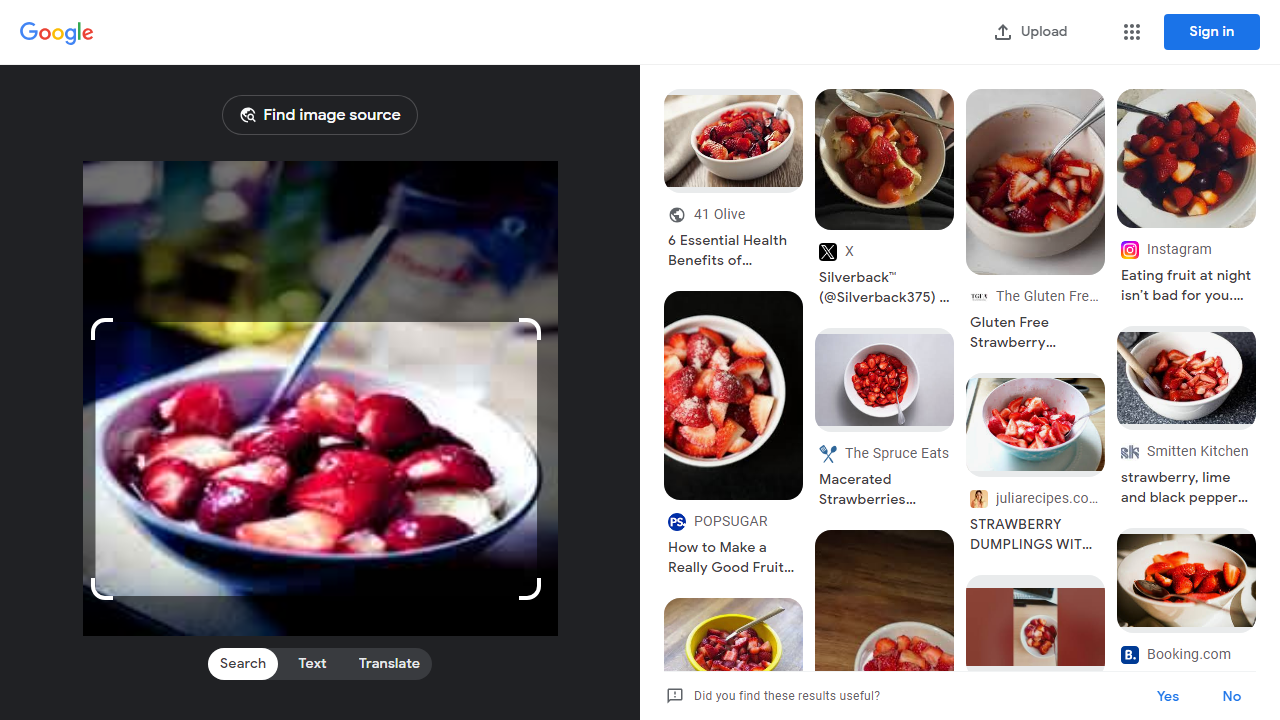 Google
Upload
Sign in
Find image source
Search
Text
Translate
41 Olive
6 Essential Health
Benefits of...
PS.
POPSUGAR
How to Make a
Really Good Fruit...
X
Silverback™
(@Silverback375) ...
The Spruce Eats
Macerated
Strawberries...
TGFA
The Gluten Fre...
Gluten Free
Strawberry...
juliarecipes.co...
STRAWBERRY
DUMPLINGS WIT...
Instagram
Eating fruit at night
isn't bad for you....
sk
Smitten Kitchen
strawberry, lime
and black pepper...
B.
Booking.com
Did you find these results useful?
Yes
No